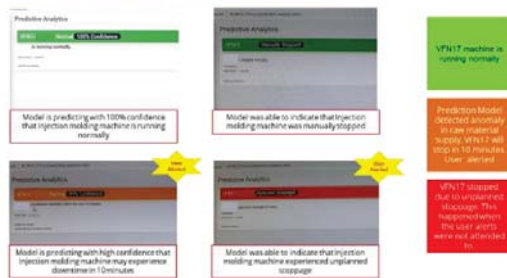 Predictive Analytics
VFN17
100% Confidence
is running normally
Model is predicting with 100% confidence
that Injection molding machine is running
normally
Predictive Analytics
Manually Stopped
Model was able to indicate that Injection
molding machine was manually stopped
VFN17 machine is
running normally
User
Alerted
Predictive Analytics
Model is predicting with high confidence that
Injection molding machine may experience
downtime in 10 minutes
User
Alerted
Predictive Analytics
Model was able to indicate that Injection
molding machine experienced unplanned
stoppage
Prediction Model
detected anomaly
in raw material
supply, VFN17 will
stop in 10 minutes.
User alerted
VFN17 stopped
due to unplanned
stoppage. This
happened when
the user alerts
were not attended
to